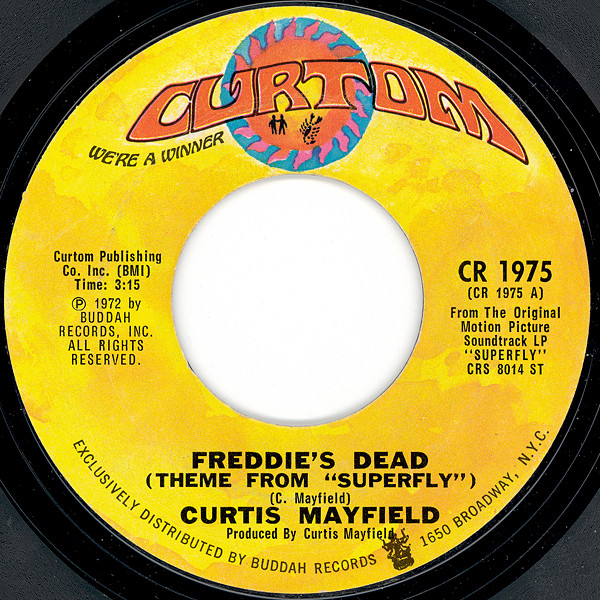 CURTOM
WE'RE A WINNER
Curtom Publishing
Co. Inc. (BMI)
Time: 3:15
Ⓟ 1972 by
BUDDAH
RECORDS, INC.
ALL RIGHTS
RESERVED.
CR 1975
(CR 1975 A)
From The Original
Motion Picture
Soundtrack LP
"SUPERFLY"
CRS 8014 ST
FREDDIE'S DEAD
(THEME FROM "SUPERFLY")
(C. Mayfield)
CURTIS MAYFIELD
Produced By Curtis Mayfield
EXCLUSIVELY DISTRIBUTED BY BUDDAH RECORDS 1650 BROADWAY, N.Y.C.